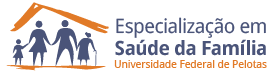 Especialização em
Saúde da Família
Universidade Federal de Pelotas